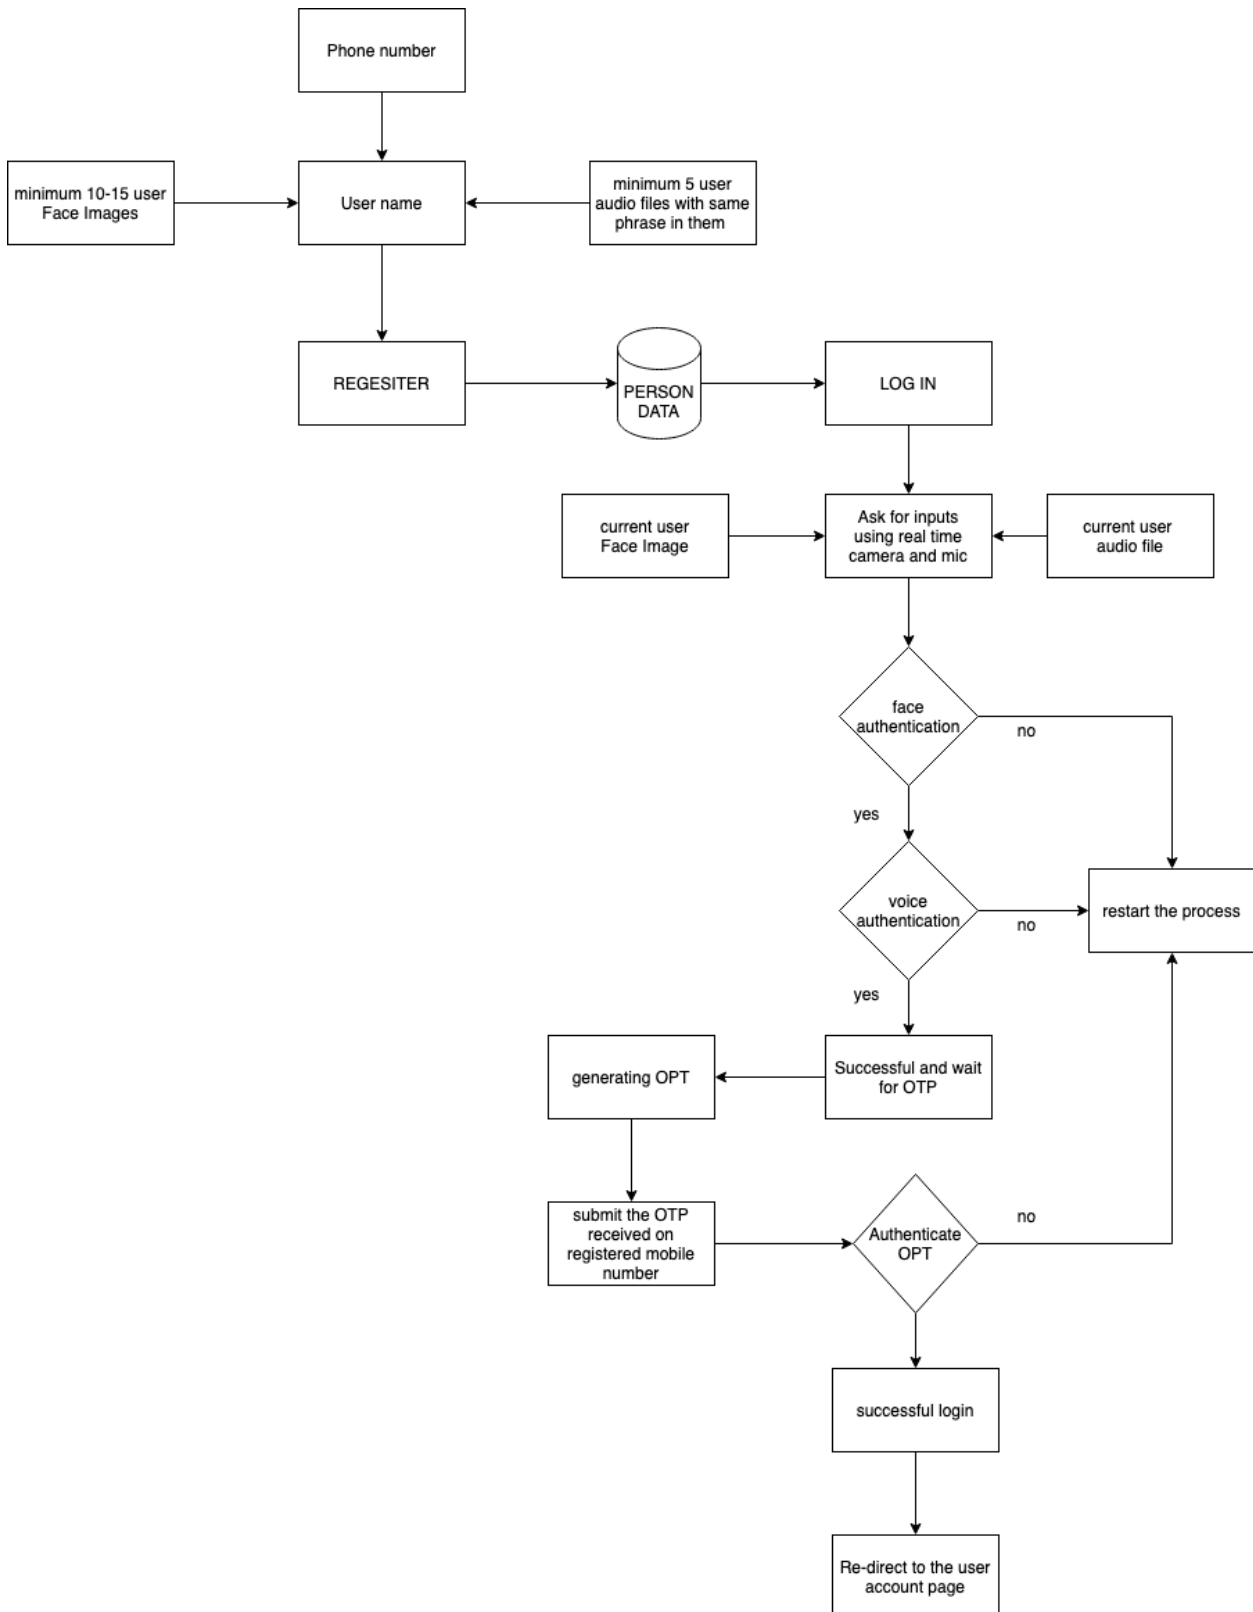 Phone number
minimum 10-15 user
Face Images
User name
minimum 5 user
audio files with same
phrase in them
REGESITER
PERSON
DATA
LOG IN
current user
Face Image
Ask for inputs
using real time
camera and mic
current user
audio file
face
authentication
no
yes
voice
authentication
no
restart the process
yes
generating OPT
Successful and wait
for OTP
submit the OTP
received on
registered mobile
number
Authenticate
OPT
no
successful login
Re-direct to the user
account page